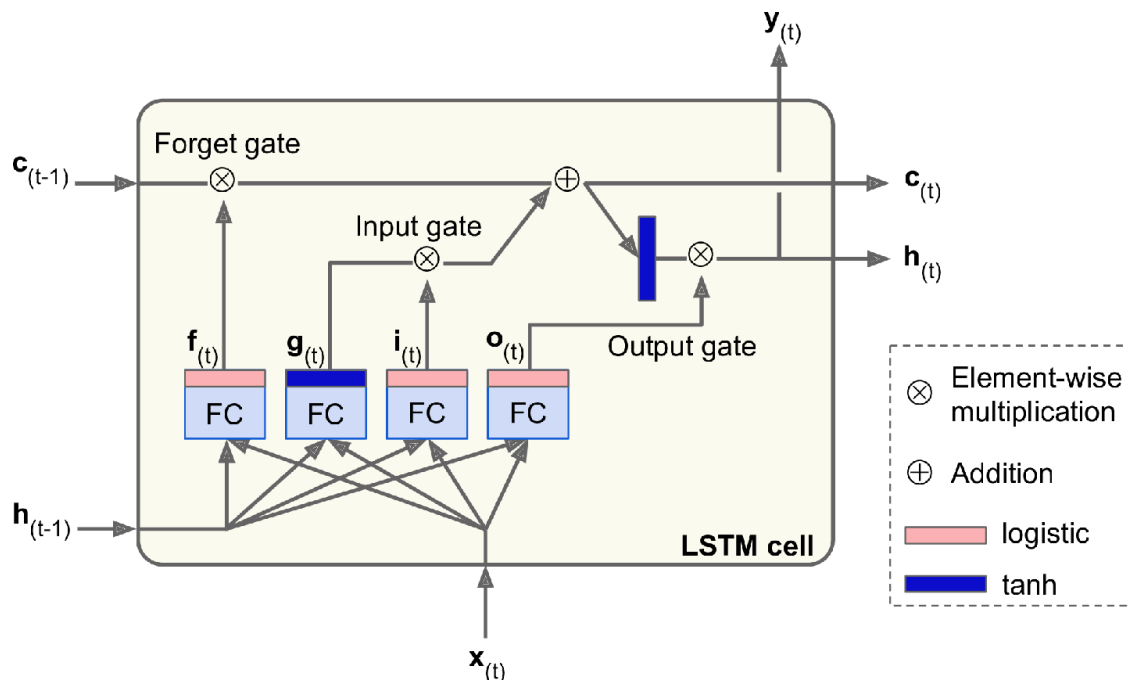 y(t)
Forget gate
c(t-1)
c(t)
Input gate
h(t)
f(t)
g(t)
i(t)
o(t)
Output gate
FC
FC
FC
FC
h(t-1)
LSTM cell
x(t)
Element-wise
multiplication
Addition
logistic
tanh